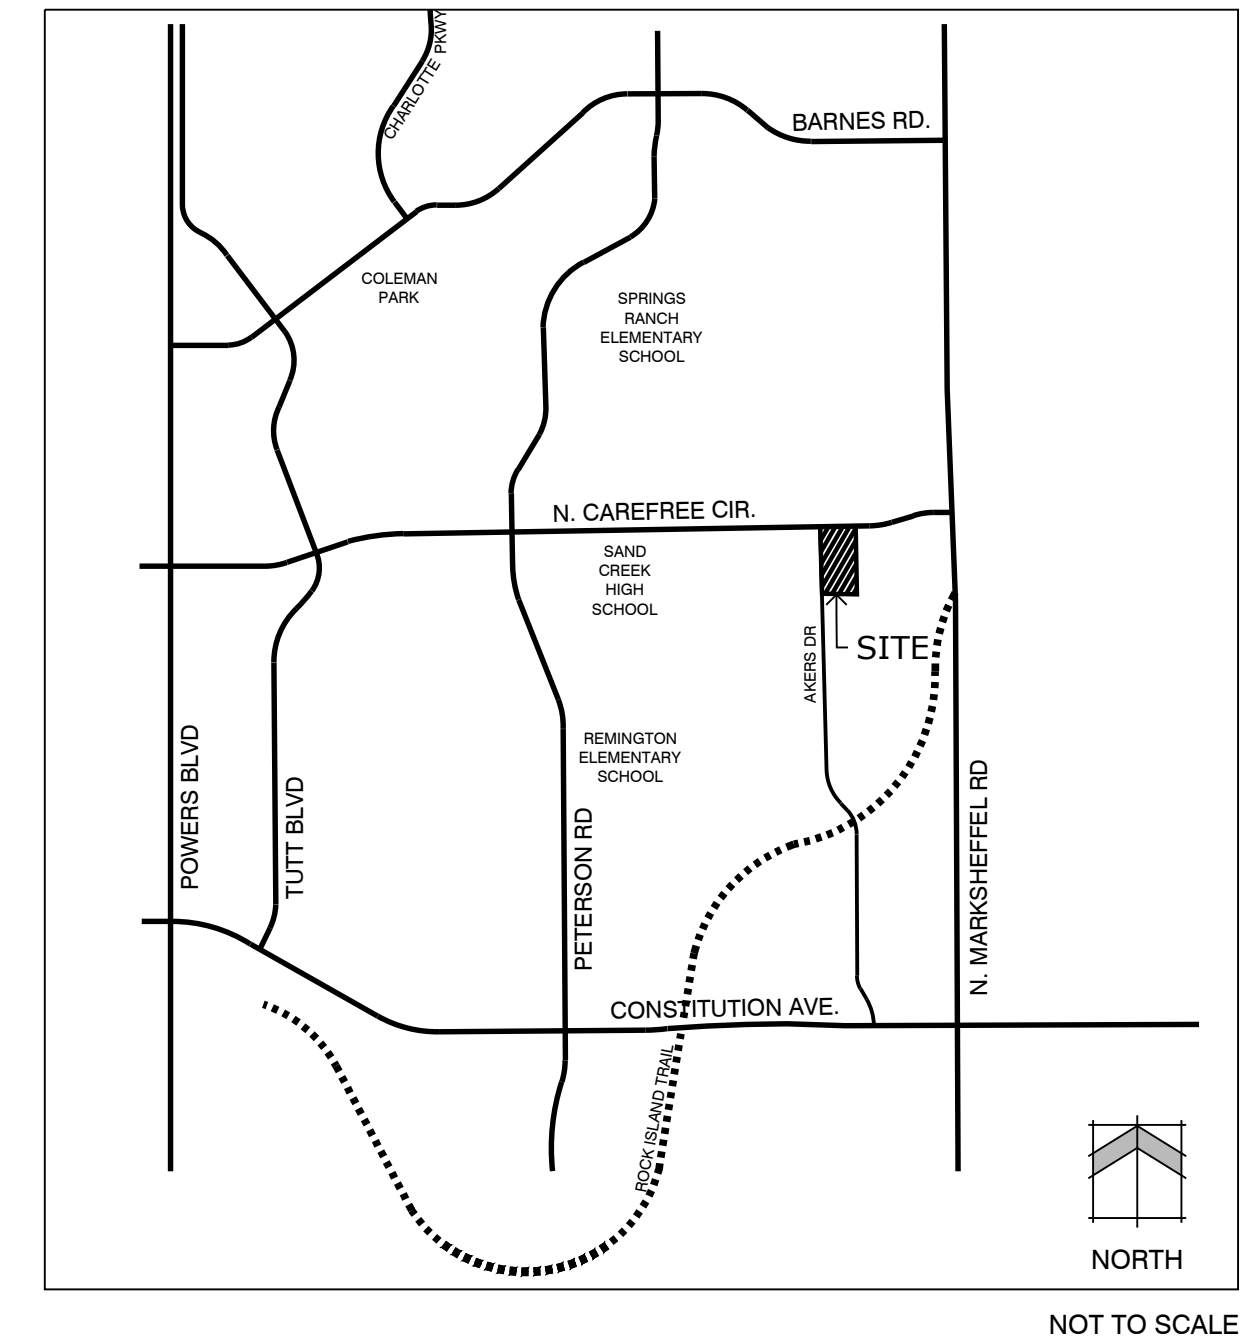 CHARLOTTE PKWY
BARNES RD.
COLEMAN
PARK
SPRINGS
RANCH
ELEMENTARY
SCHOOL
N. CAREFREE CIR.
SAND
CREEK
HIGH
SCHOOL
AKERS DR
SITE
REMINGTON
ELEMENTARY
SCHOOL
POWERS BLVD
TUTT BLVD
PETERSON RD
N. MARKSHEFFEL RD
CONSTITUTION AVE.
ROCK ISLAND TRAIL
NORTH
NOT TO SCALE